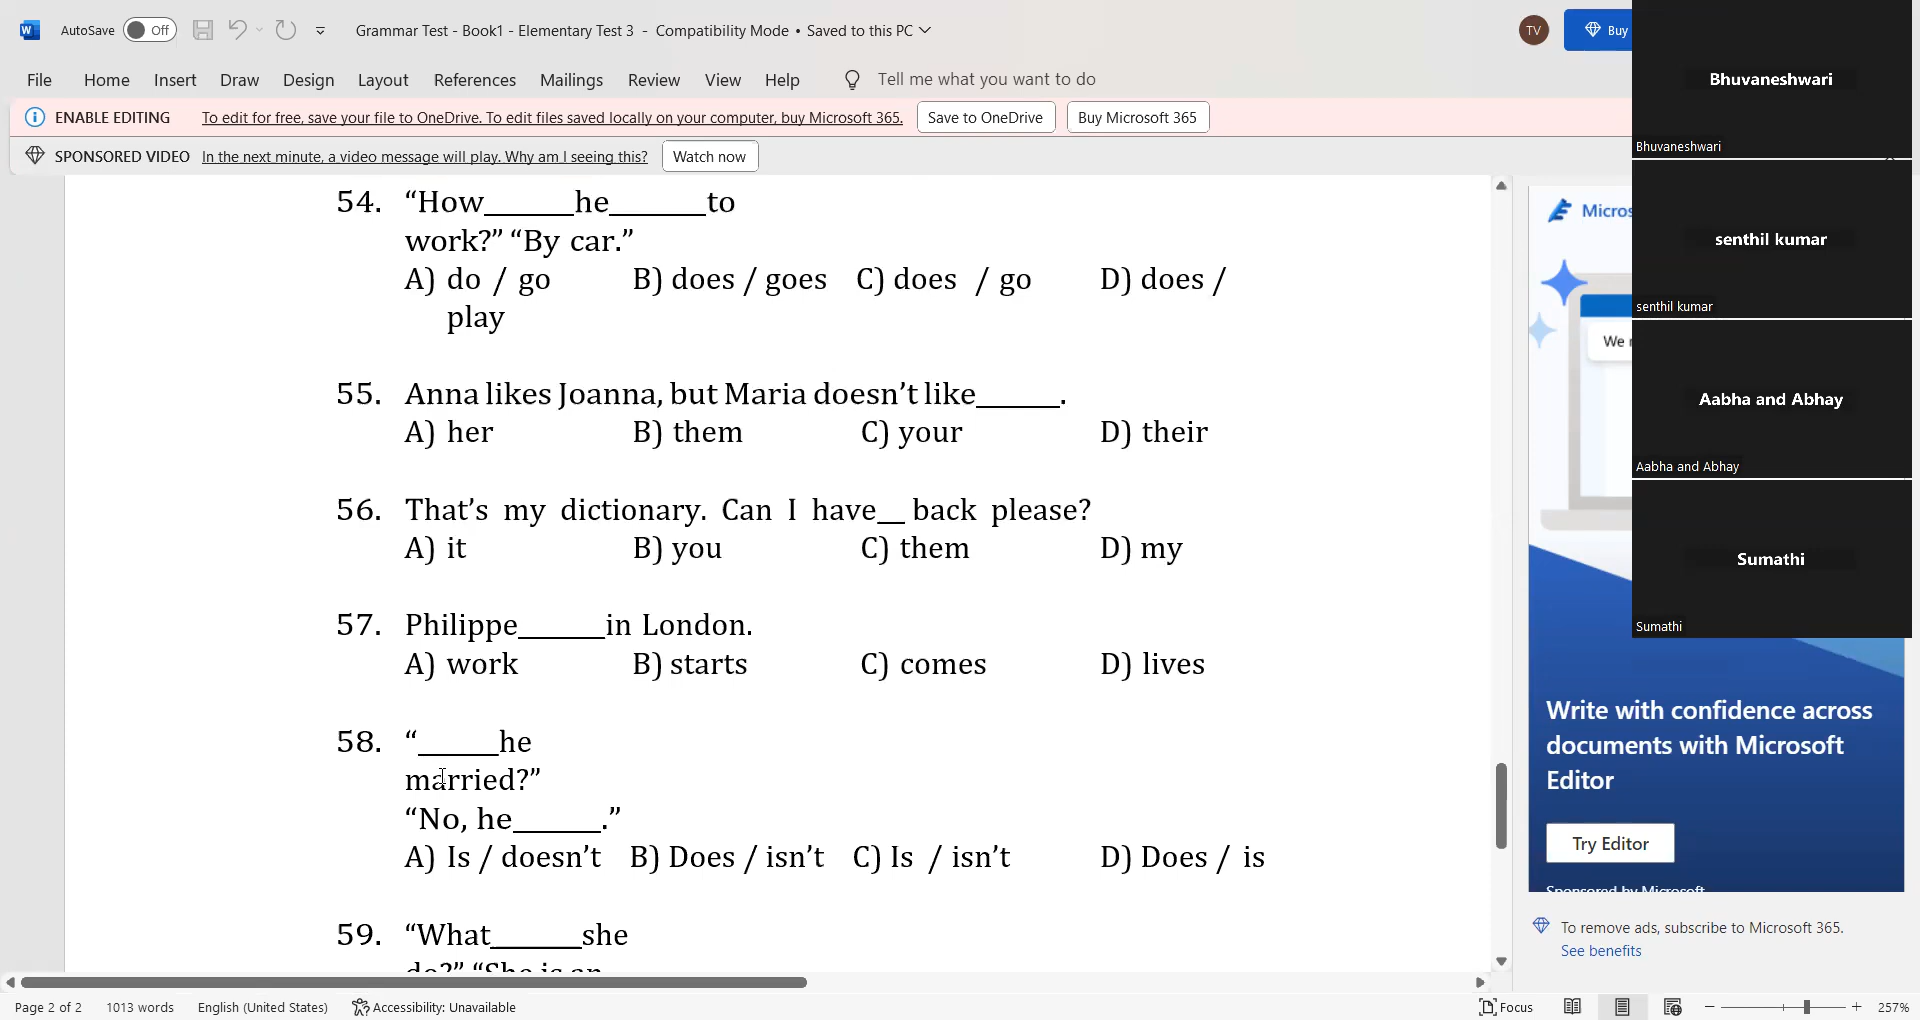 AutoSave Off Grammar Test - Book1 - Elementary Test 3 - Compatibility Mode • Saved to this PC TV Buy
File Home Insert Draw Design Layout References Mailings Review View Help Tell me what you want to do
ENABLE EDITING To edit for free, save your file to OneDrive. To edit files saved locally on your computer, buy Microsoft 365. Save to OneDrive Buy Microsoft 365
SPONSORED VIDEO In the next minute, a video message will play. Why am I seeing this? Watch now
54. “How______he______to
work?” “By car.”
A) do / go B) does / goes C) does / go D) does /
play
55. Anna likes Joanna, but Maria doesn’t like______.
A) her B) them C) your D) their
56. That’s my dictionary. Can I have__ back please?
A) it B) you C) them D) my
57. Philippe______in London.
A) work B) starts C) comes D) lives
58. “______he
married?”
“No, he______.”
A) Is / doesn’t B) Does / isn’t C) Is / isn’t D) Does / is
59. “What______she
do?” “She is an
Bhuvaneshwari
Bhuvaneshwari
senthil kumar
senthil kumar
Aabha and Abhay
Aabha and Abhay
Sumathi
Sumathi
Micros
We
Write with confidence across
documents with Microsoft
Editor
Try Editor
Sponsored by Microsoft
To remove ads, subscribe to Microsoft 365.
See benefits
Page 2 of 2 1013 words English (United States) Accessibility: Unavailable Focus 257%